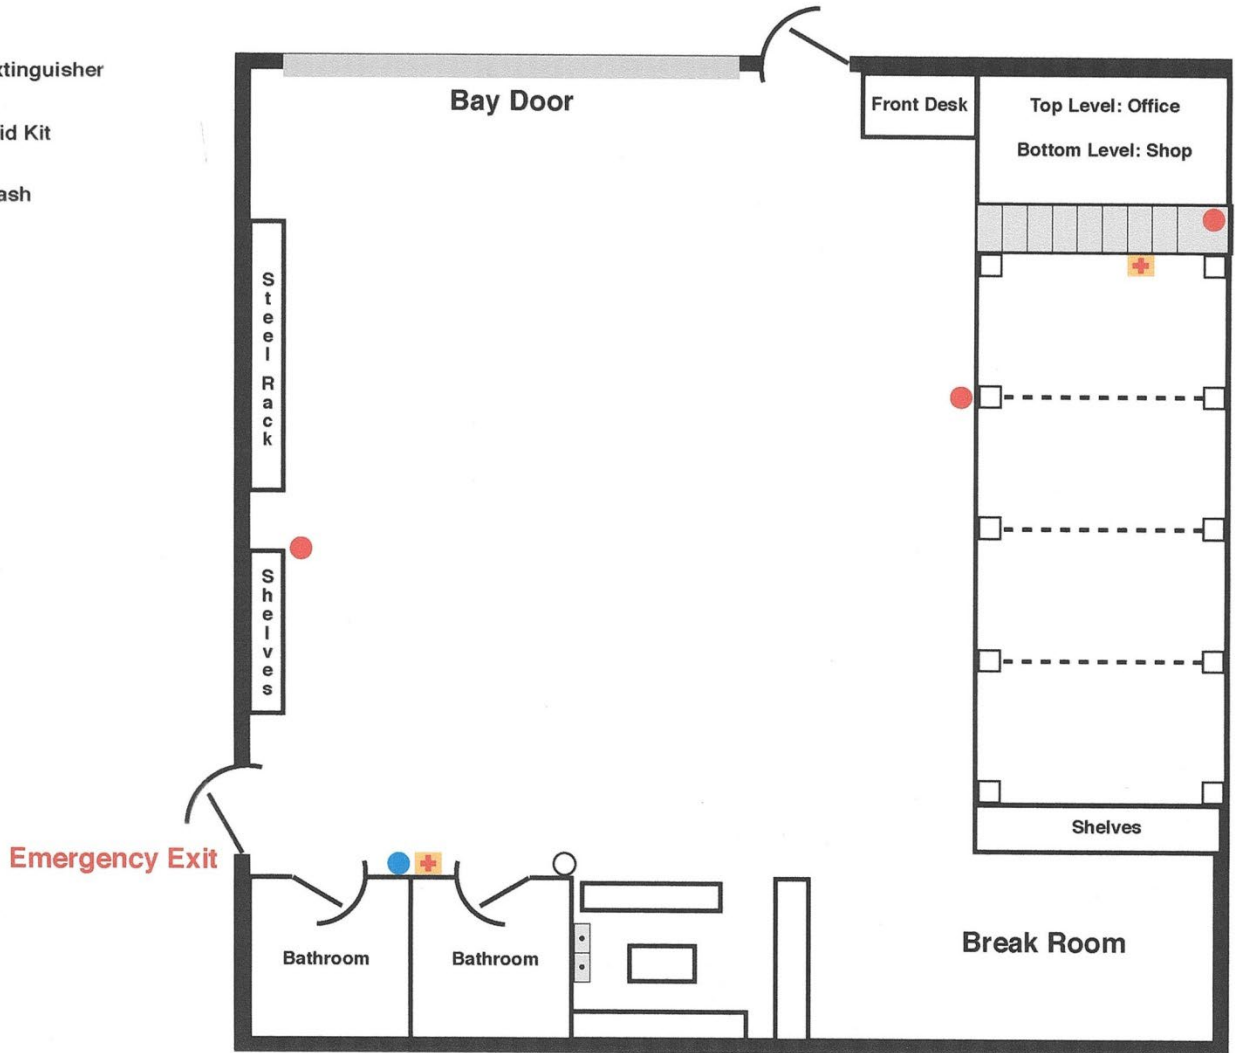 xtinguisher
id Kit
ash
Bay Door
Front Desk
Top Level: Office
Bottom Level: Shop
Steel Rack
Shelves
Emergency Exit
Shelves
Bathroom
Bathroom
Break Room